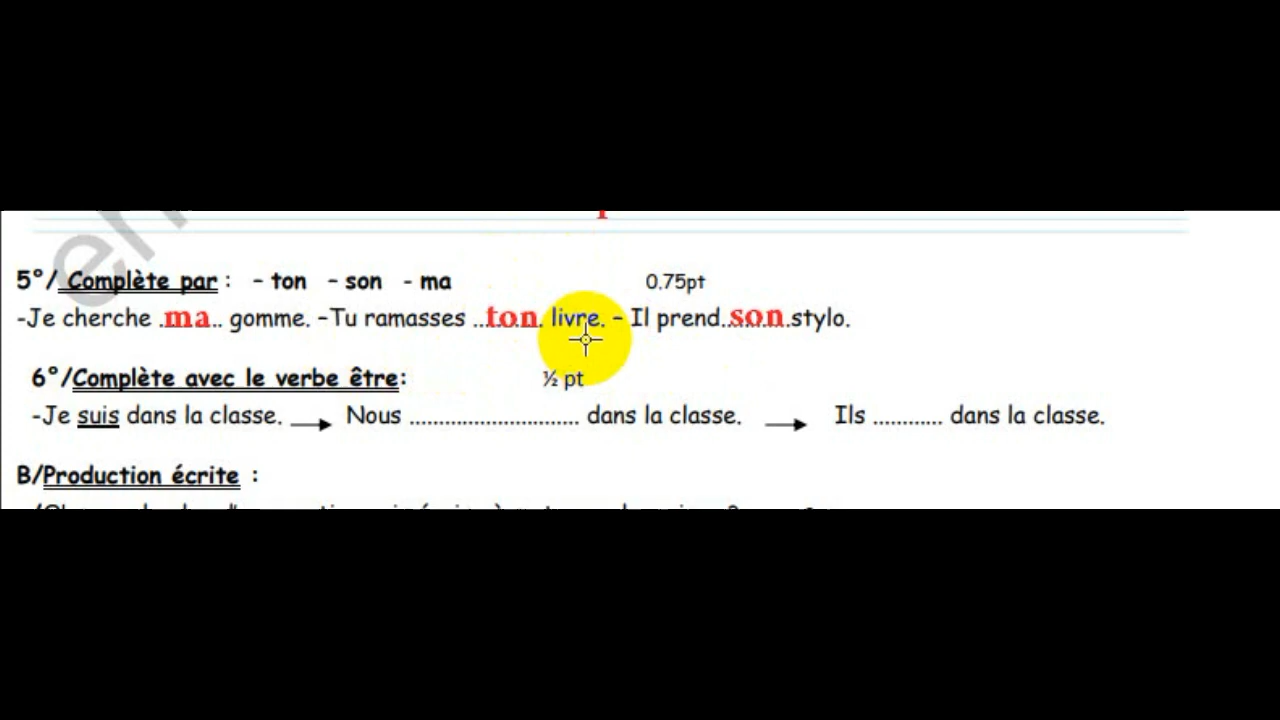 5°/ Complète par : - ton - son - ma 0.75pt
-Je cherche .ma.. gomme. -Tu ramasses ...ton. livre. - Il prend..son.stylo.
6°/Complète avec le verbe être: ½ pt
-Je suis dans la classe. → Nous ............................ dans la classe. → Ils ............ dans la classe.
B/Production écrite :